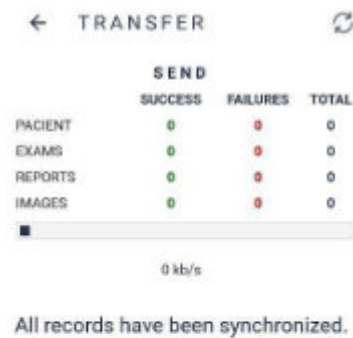 TRANSFER
SEND
SUCCESS FAILURES TOTAL
PACIENT 0 0 0
EXAMS 0 0 0
REPORTS 0 0 0
IMAGES 0 0 0
0 kb/s
All records have been synchronized.